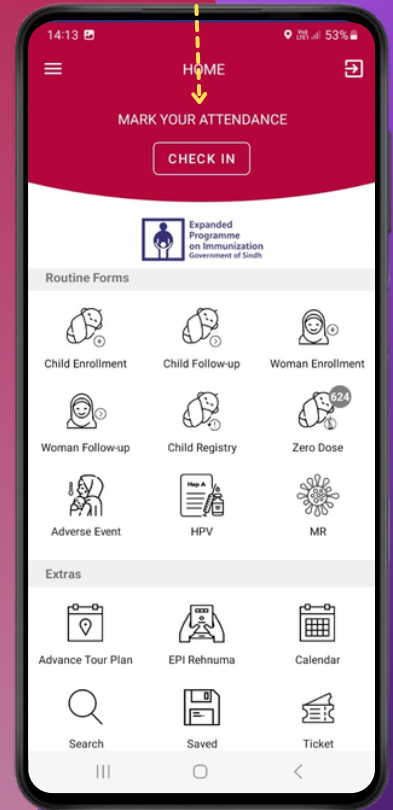 14:13 53%
HOME
MARK YOUR ATTENDANCE
CHECK IN
Expanded
Programme
on Immunization
Government of Sindh
Routine Forms
Child Enrollment Child Follow-up Woman Enrollment
624
Woman Follow-up Child Registry Zero Dose
Hep A
Adverse Event HPV MR
Extras
Advance Tour Plan EPI Rehnuma Calendar
Search Saved Ticket